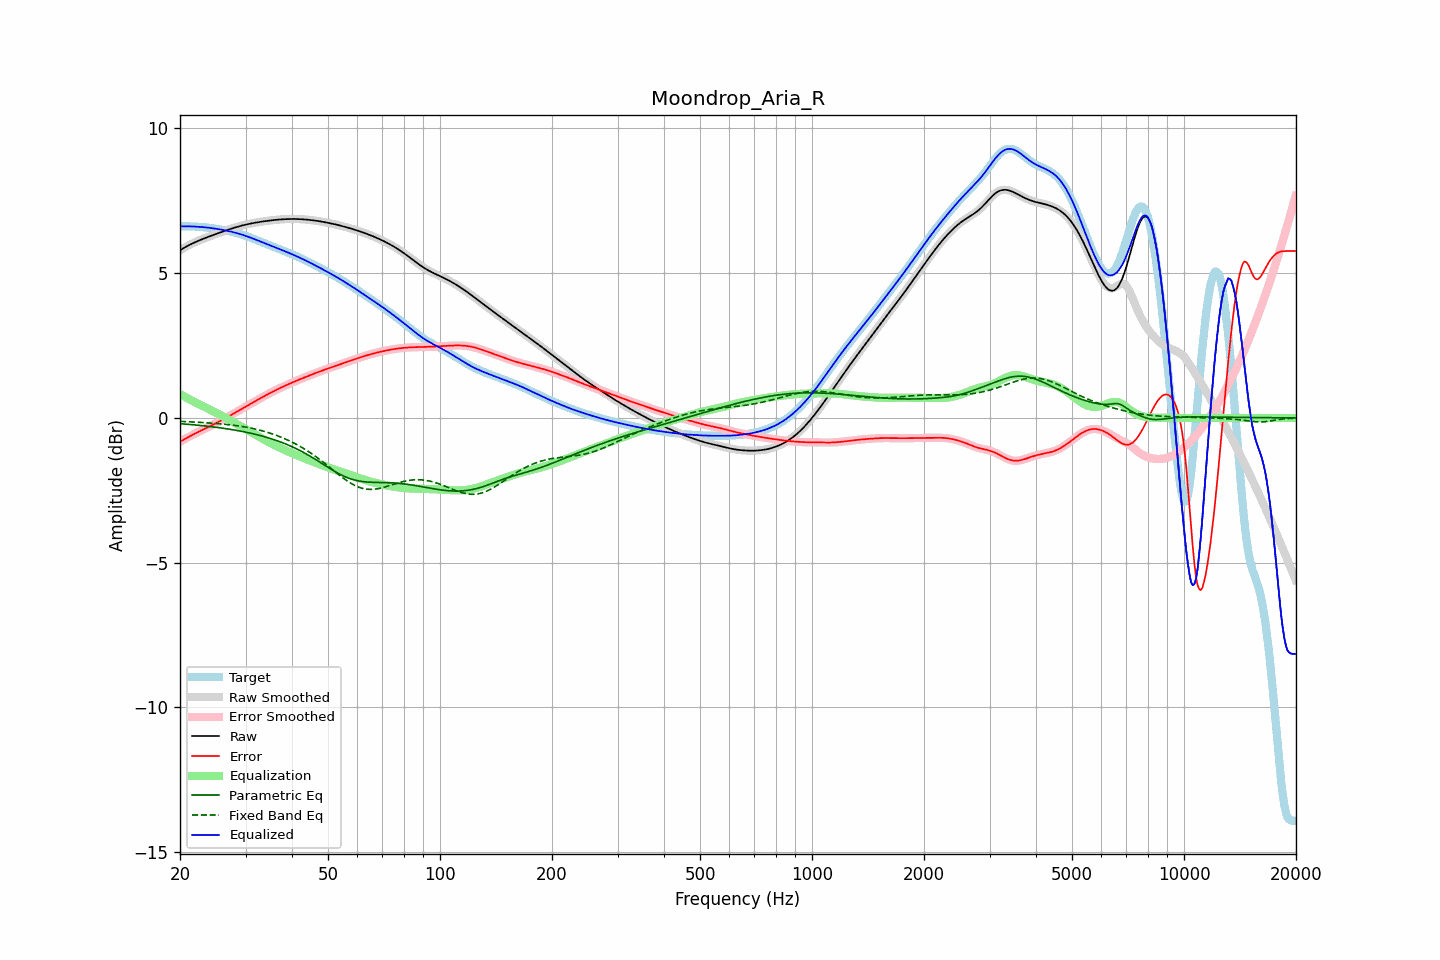 Moondrop_Aria_R
Amplitude (dBr)
10
5
0
−5
−10
−15
Target
Raw Smoothed
Error Smoothed
Raw
Error
Equalization
Parametric Eq
Fixed Band Eq
Equalized
20 50 100 200 500 1000 2000 5000 10000 20000
Frequency (Hz)